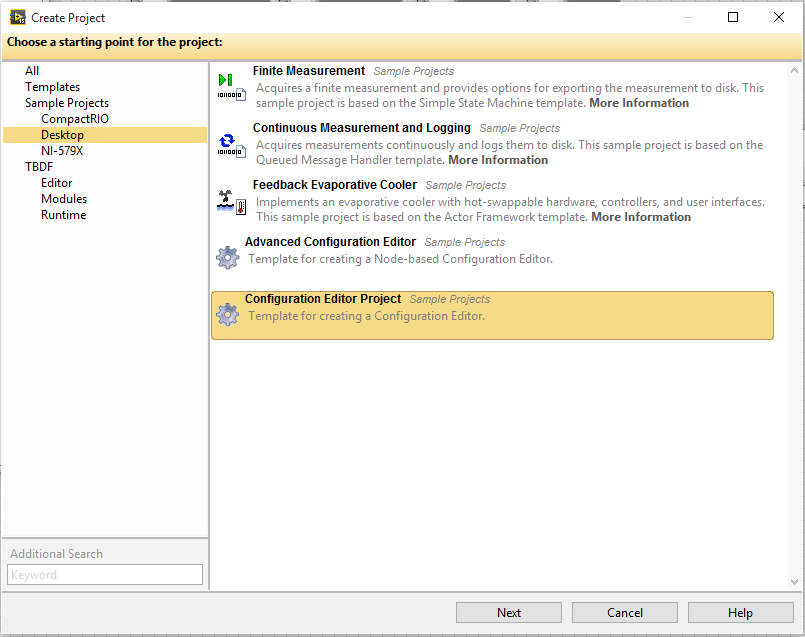 Create Project
Choose a starting point for the project:
All
Templates
Sample Projects
CompactRIO
Desktop
NI-579X
TBDF
Editor
Modules
Runtime
Additional Search
Keyword
Finite Measurement Sample Projects
Acquires a finite measurement and provides options for exporting the measurement to disk. This
sample project is based on the Simple State Machine template. More Information
Continuous Measurement and Logging Sample Projects
Acquires measurements continuously and logs them to disk. This sample project is based on the
Queued Message Handler template. More Information
Feedback Evaporative Cooler Sample Projects
Implements an evaporative cooler with hot-swappable hardware, controllers, and user interfaces.
This sample project is based on the Actor Framework template. More Information
Advanced Configuration Editor Sample Projects
Template for creating a Node-based Configuration Editor.
Configuration Editor Project Sample Projects
Template for creating a Configuration Editor.
Next Cancel Help